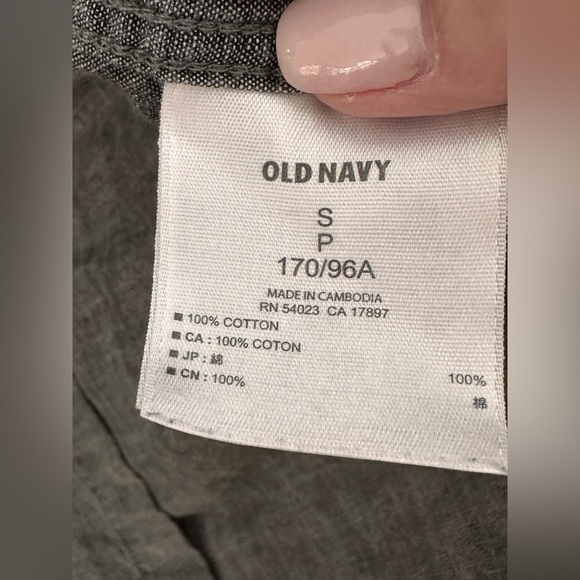 OLD NAVY
S
P
170/96A
MADE IN CAMBODIA
RN 54023 CA 17897
■ 100% COTTON
■ CA : 100% COTON
■ JP : 綿
■ CN : 100% 100%
棉